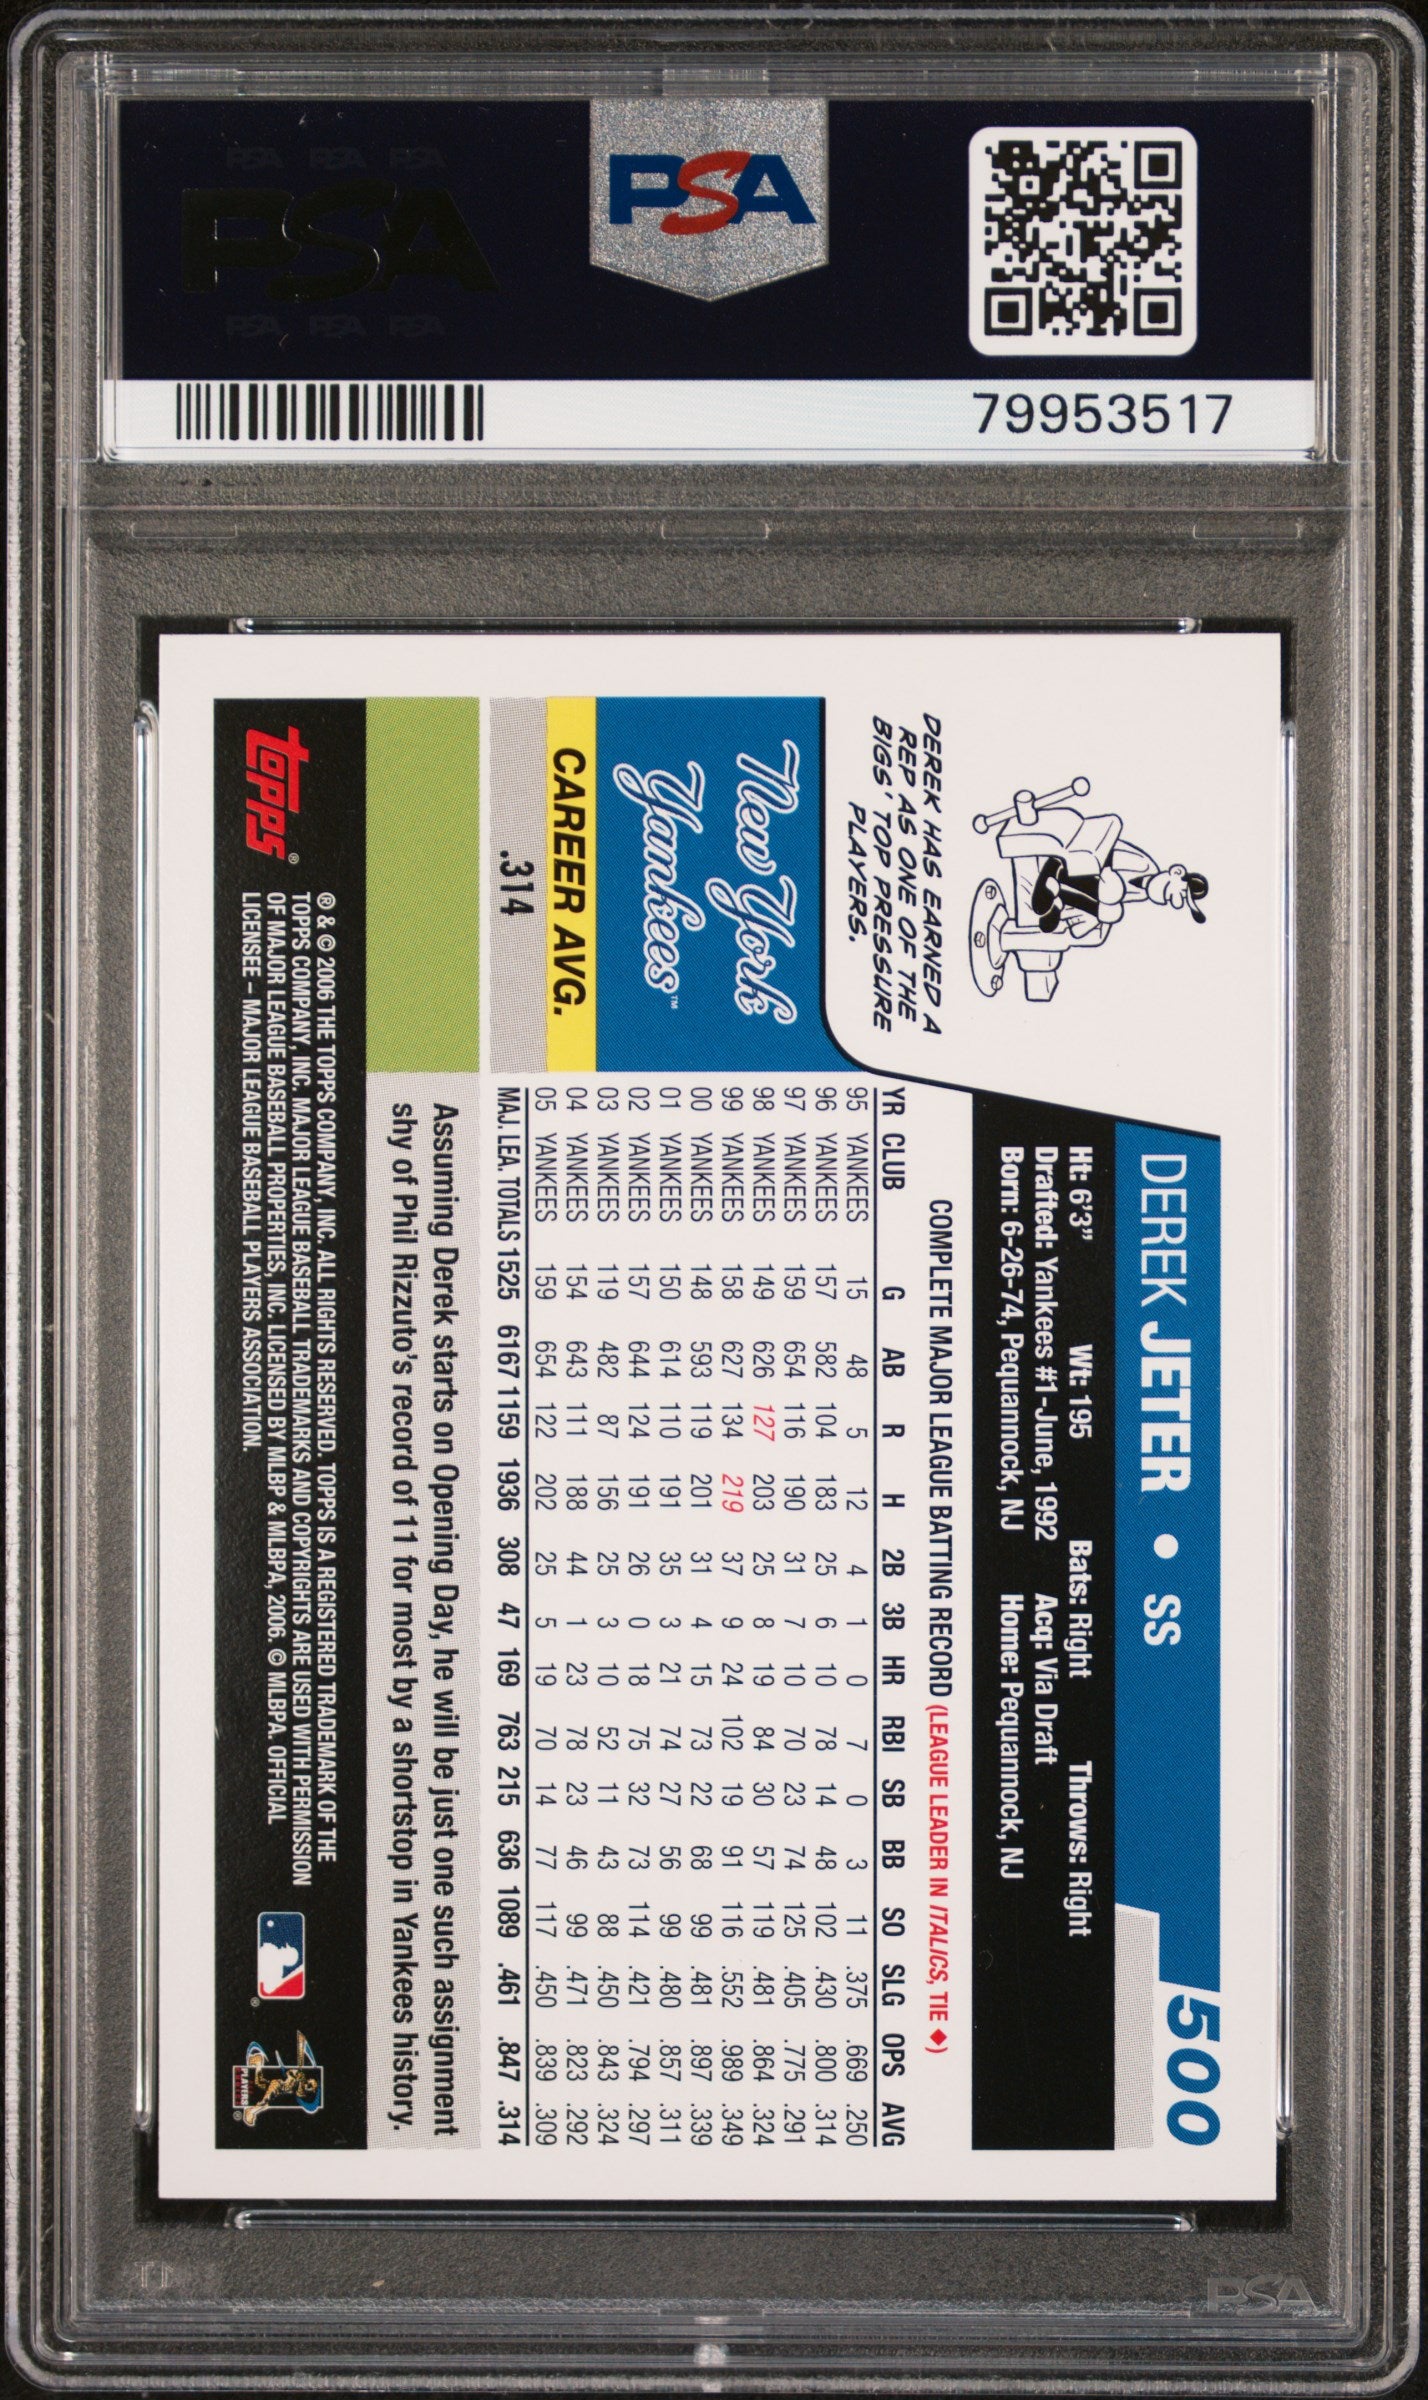 PSA PSA PSA
PSA
PSA PSA PSA
PSA
79953517
500
DEREK JETER • SS
Ht: 6'3" Wt: 195 Bats: Right Throws: Right
Drafted: Yankees #1-June, 1992 Acq: Via Draft
Born: 6-26-74, Pequannock, NJ Home: Pequannock, NJ
DEREK HAS EARNED A
REP AS ONE OF THE
BIGS' TOP PRESSURE
PLAYERS.
New York
Yankees™
CAREER AVG.
.314
COMPLETE MAJOR LEAGUE BATTING RECORD (LEAGUE LEADER IN ITALICS, TIE ♦)
YR CLUB G AB R H 2B 3B HR RBI SB BB SO SLG OPS AVG
95 YANKEES 15 48 5 12 4 1 0 7 0 3 11 .375 .669 .250
96 YANKEES 157 582 104 183 25 6 10 78 14 48 102 .430 .800 .314
97 YANKEES 159 654 116 190 31 7 10 70 23 74 125 .405 .775 .291
98 YANKEES 149 626 127 203 25 8 19 84 30 57 119 .481 .864 .324
99 YANKEES 158 627 134 219 37 9 24 102 19 91 116 .552 .989 .349
00 YANKEES 148 593 119 201 31 4 15 73 22 68 99 .481 .897 .339
01 YANKEES 150 614 110 191 35 3 21 74 27 56 99 .480 .857 .311
02 YANKEES 157 644 124 191 26 0 18 75 32 73 114 .421 .794 .297
03 YANKEES 119 482 87 156 25 3 10 52 11 43 88 .450 .843 .324
04 YANKEES 154 643 111 188 44 1 23 78 23 46 99 .471 .823 .292
05 YANKEES 159 654 122 202 25 5 19 70 14 77 117 .450 .839 .309
MAJ. LEA. TOTALS 1525 6167 1159 1936 308 47 169 763 215 636 1089 .461 .847 .314
Assuming Derek starts on Opening Day, he will be just one such assignment
shy of Phil Rizzuto's record of 11 for most by a shortstop in Yankees history.
topps®
® & © 2006 THE TOPPS COMPANY, INC. ALL RIGHTS RESERVED. TOPPS IS A REGISTERED TRADEMARK OF THE
TOPPS COMPANY, INC. MAJOR LEAGUE BASEBALL TRADEMARKS AND COPYRIGHTS ARE USED WITH PERMISSION
OF MAJOR LEAGUE BASEBALL PROPERTIES, INC. LICENSED BY MLBP & MLBPA, 2006. © MLBPA. OFFICIAL
LICENSEE – MAJOR LEAGUE BASEBALL PLAYERS ASSOCIATION.
PLAYERS
PSA